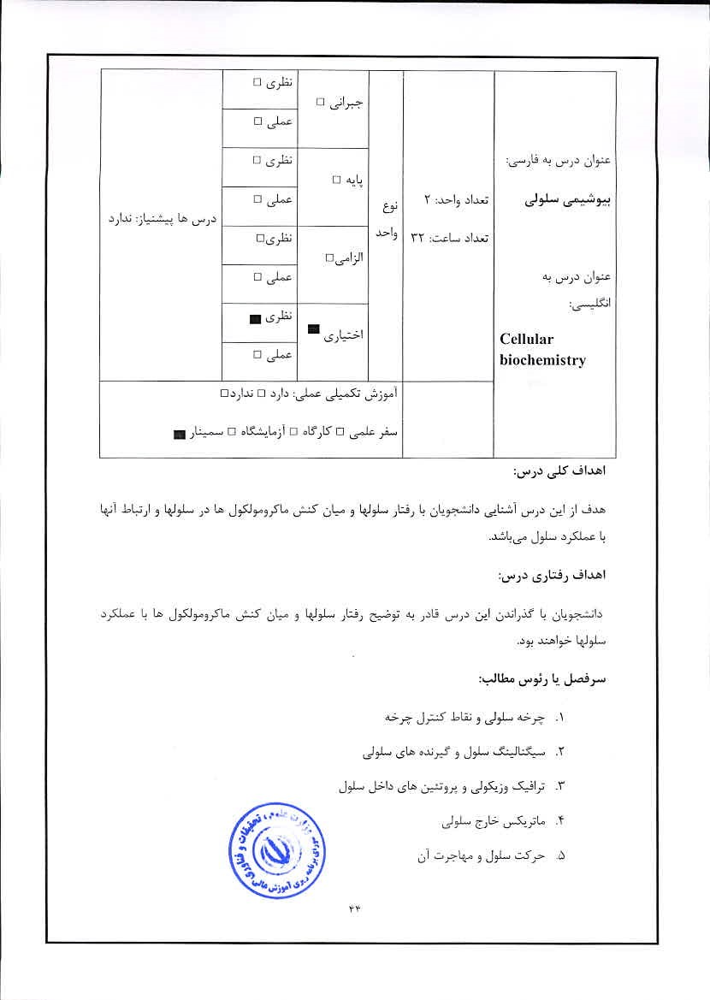 عنوان درس به فارسی:
بیوشیمی سلولی
عنوان درس به
انگلیسی:
Cellular
biochemistry
تعداد واحد: ۲
تعداد ساعت: ۳۲
نوع
واحد
جبرانی □
نظری □
عملی □
پایه □
نظری □
عملی □
الزامی□
نظری□
عملی □
اختیاری ■
نظری ■
عملی □
درس ها پیشنیاز: ندارد
آموزش تکمیلی عملی: دارد □ ندارد□
سفر علمی □ کارگاه □ آزمایشگاه □ سمینار ■
اهداف کلی درس:
هدف از این درس آشنایی دانشجویان با رفتار سلولها و میان کنش ماکرومولکول ها در سلولها و ارتباط آنها
با عملکرد سلول می‌باشد.
اهداف رفتاری درس:
دانشجویان با گذراندن این درس قادر به توضیح رفتار سلولها و میان کنش ماکرومولکول ها با عملکرد
سلولها خواهند بود.
سرفصل یا رئوس مطالب:
۱. چرخه سلولی و نقاط کنترل چرخه
۲. سیگنالینگ سلول و گیرنده های سلولی
۳. ترافیک وزیکولی و پروتئین های داخل سلول
۴. ماتریکس خارج سلولی
۵. حرکت سلول و مهاجرت آن
وزارت علوم، تحقیقات و فناوری
برنامه ریزی آموزش عالی
۴۴